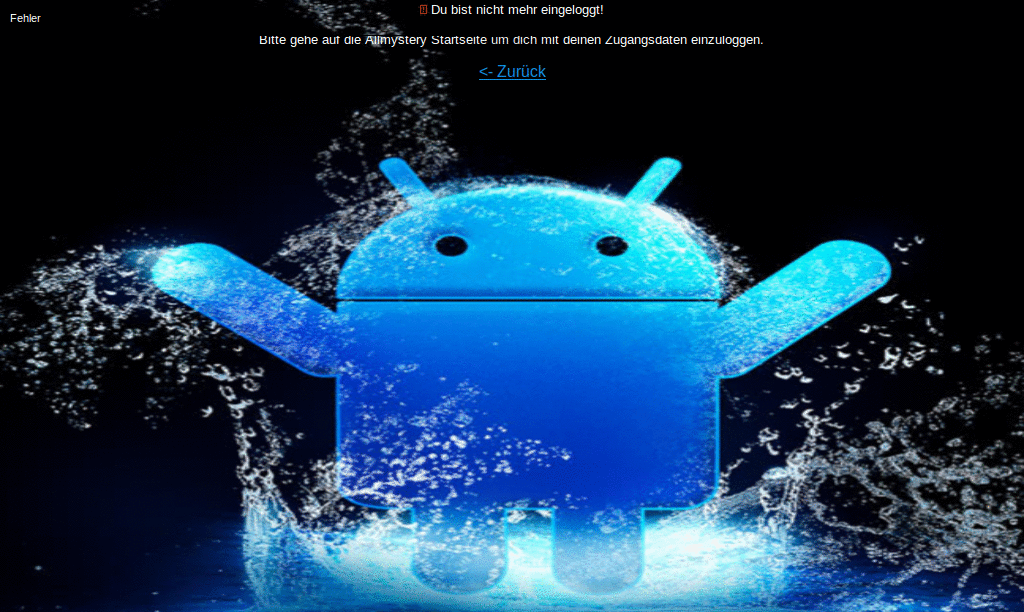 Du bist nicht mehr eingeloggt!
Fehler
Bitte gehe auf die Allmystery Startseite um dich mit deinen Zugangsdaten einzuloggen.
<- Zurück